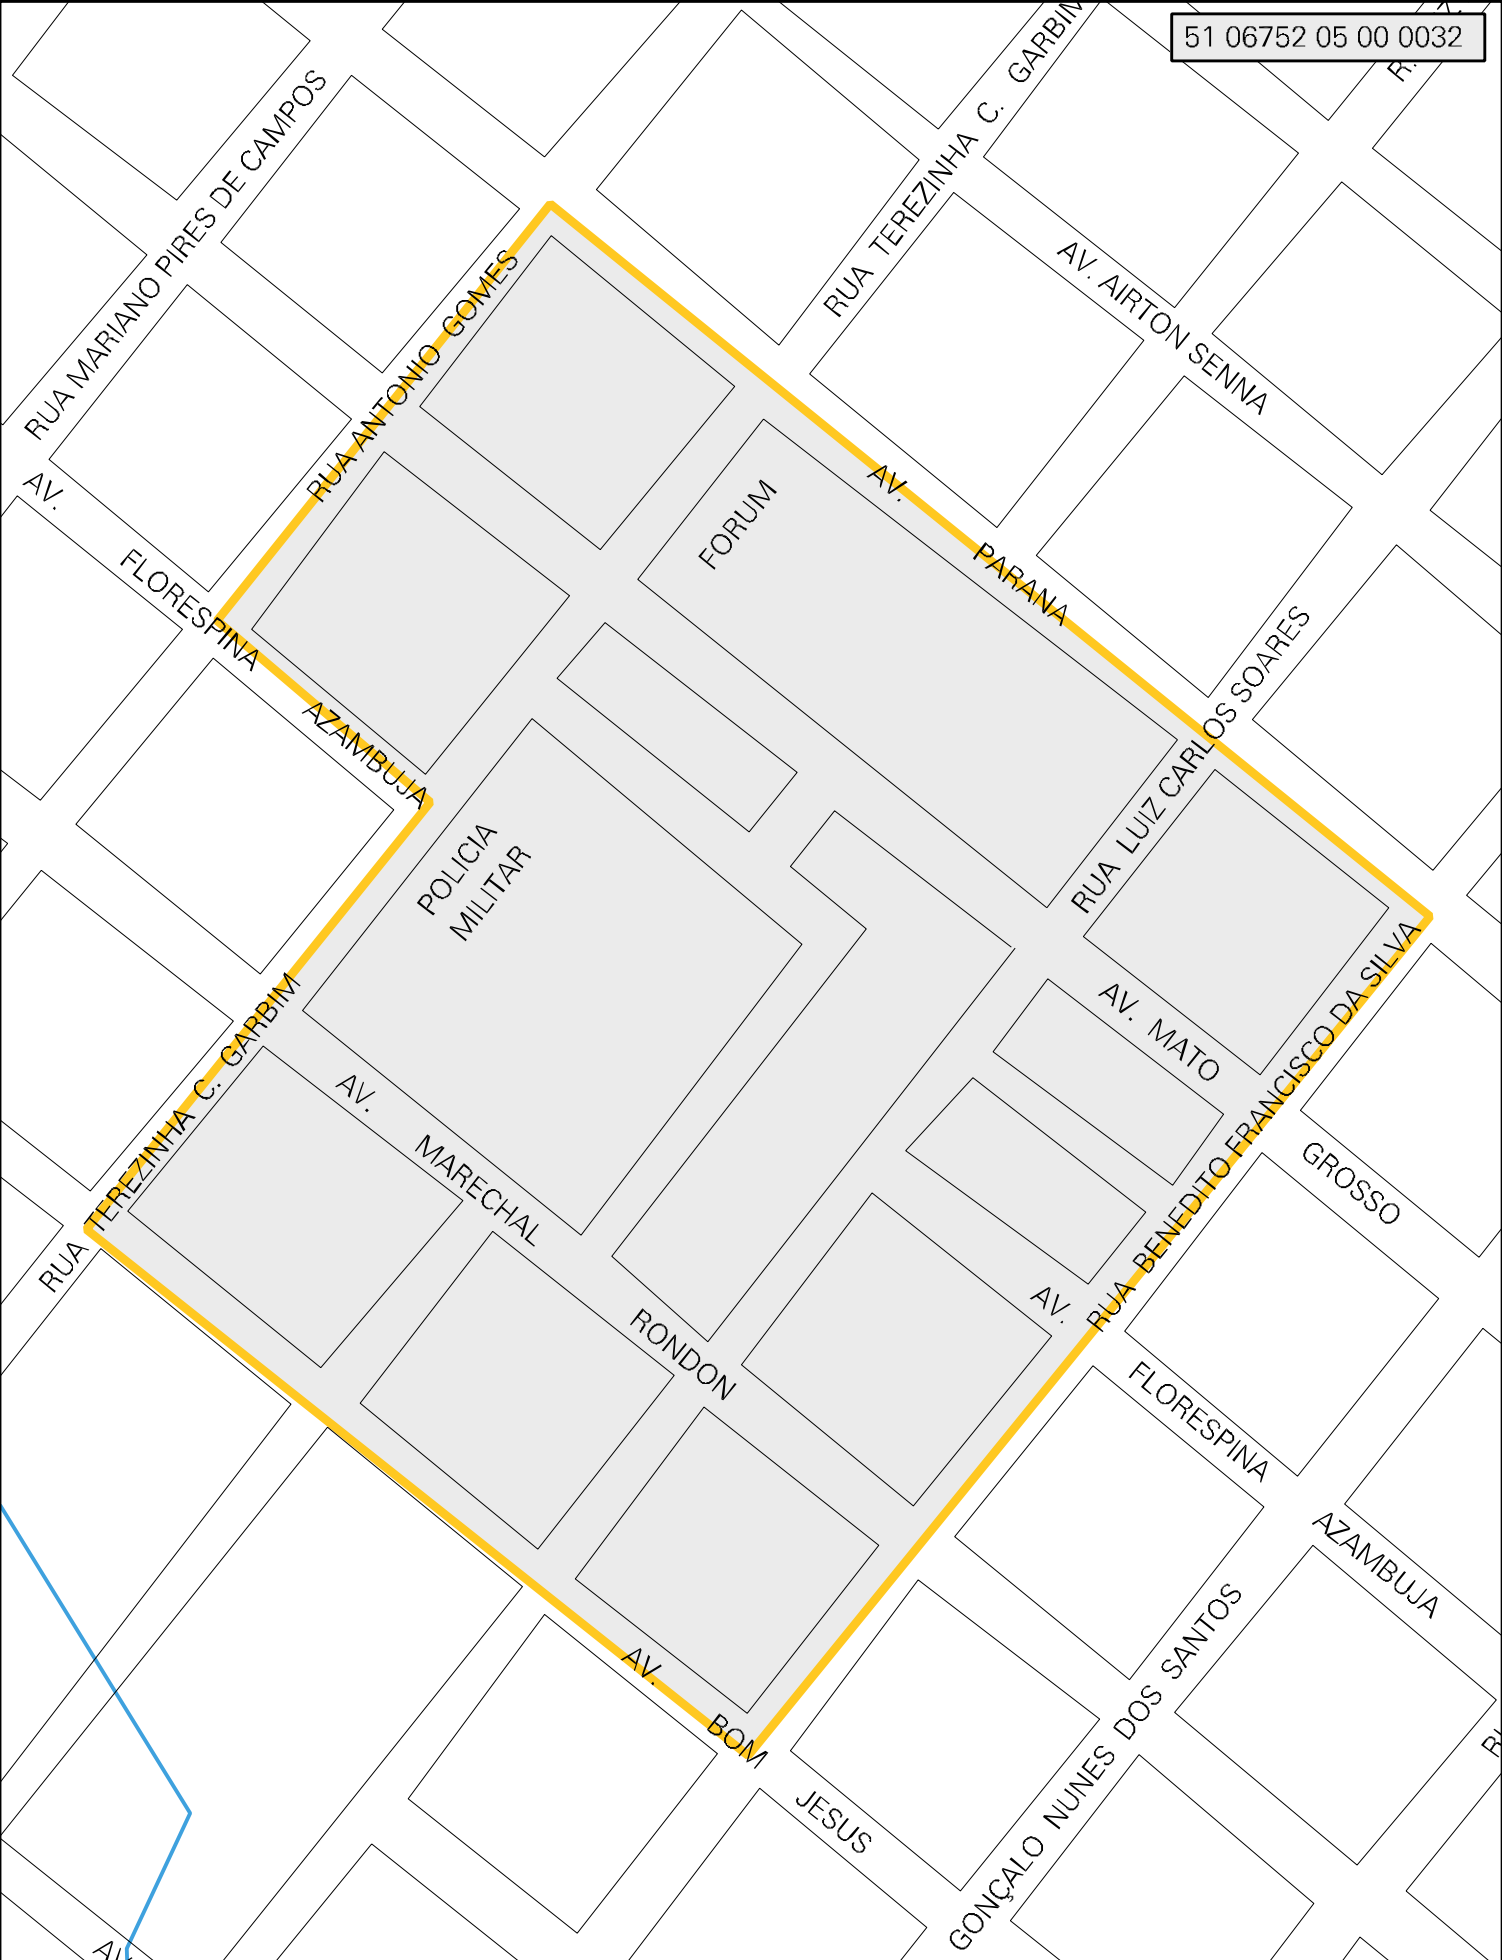 51 06752 05 00 0032
RUA TEREZINHA C. GARBIM
RUA MARIANO PIRES DE CAMPOS
AV. AIRTON SENNA
RUA ANTONIO GOMES
AV. FLORESPINA AZAMBUJA
AV. PARANA
FORUM
RUA LUIZ CARLOS SOARES
POLICIA
MILITAR
RUA TEREZINHA C. GARBIM
AV. MATO GROSSO
RUA BENEDITO FRANCISCO DA SILVA
AV. MARECHAL RONDON
AV. FLORESPINA AZAMBUJA
AV. BOM JESUS
GONÇALO NUNES DOS SANTOS
AV.